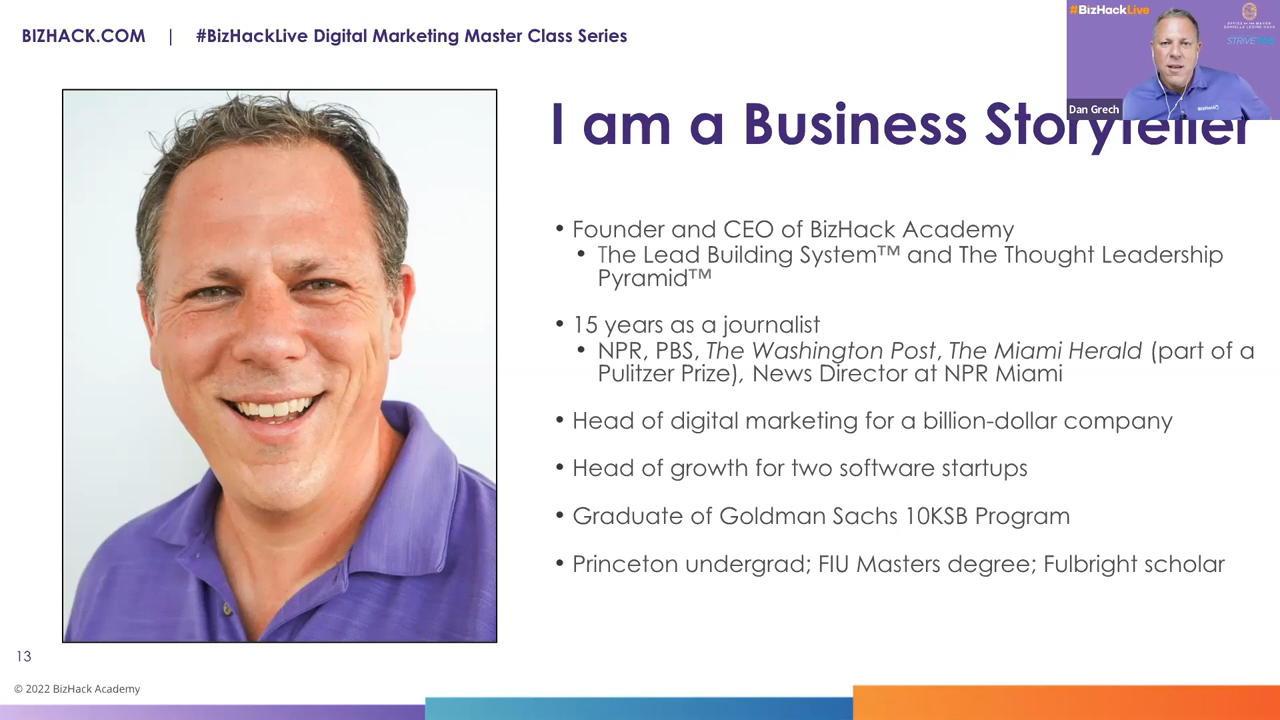 BIZHACK.COM | #BizHackLive Digital Marketing Master Class Series
#BizHackLive
STRIVE
Dan Grech
BizHack
I am a Business Storyteller
• Founder and CEO of BizHack Academy
• The Lead Building System™ and The Thought Leadership
Pyramid™
• 15 years as a journalist
• NPR, PBS, The Washington Post, The Miami Herald (part of a
Pulitzer Prize), News Director at NPR Miami
• Head of digital marketing for a billion-dollar company
• Head of growth for two software startups
• Graduate of Goldman Sachs 10KSB Program
• Princeton undergrad; FIU Masters degree; Fulbright scholar
13
© 2022 BizHack Academy